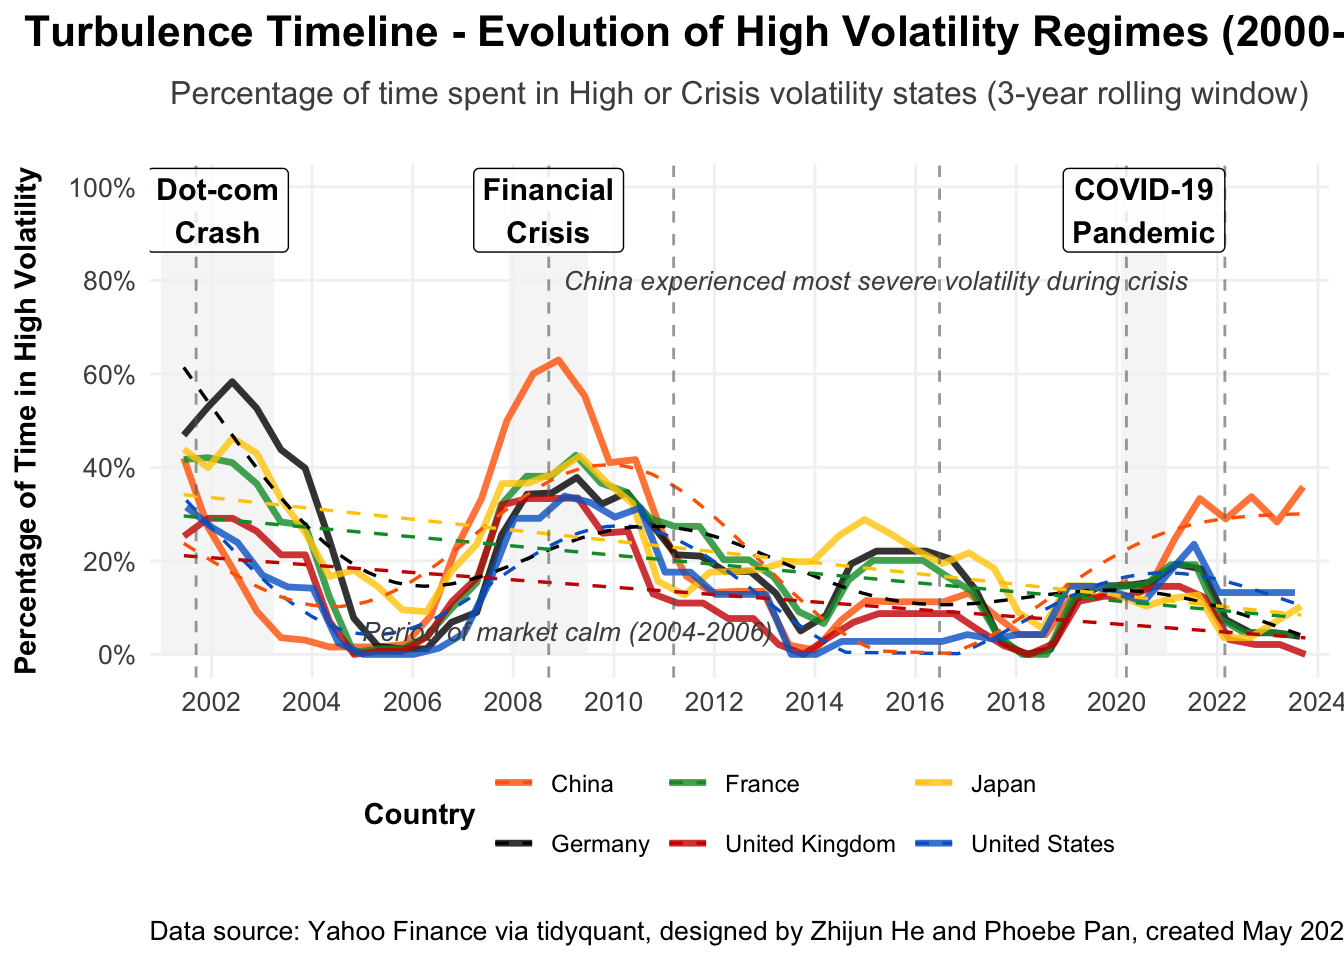 Turbulence Timeline - Evolution of High Volatility Regimes (2000-
Percentage of time spent in High or Crisis volatility states (3-year rolling window)
Percentage of Time in High Volatility
100%
80%
60%
40%
20%
0%
Dot-com
Crash
Financial
Crisis
COVID-19
Pandemic
China experienced most severe volatility during crisis
Period of market calm (2004-2006)
2002 2004 2006 2008 2010 2012 2014 2016 2018 2020 2022 2024
Country
China France Japan
Germany United Kingdom United States
Data source: Yahoo Finance via tidyquant, designed by Zhijun He and Phoebe Pan, created May 202